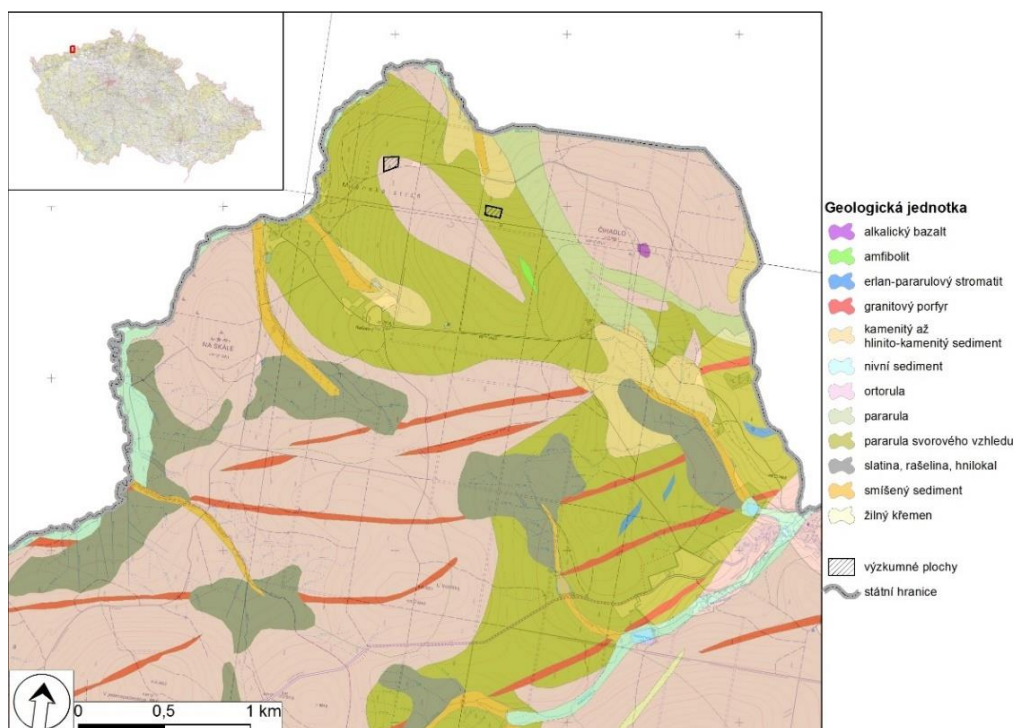 ČIHADLO
NA SKÁLE
0 0,5 1 km
Geologická jednotka
alkalický bazalt
amfibolit
erlan-pararulový stromatit
granitový porfyr
kamenitý až
hlinito-kamenitý sediment
nivní sediment
ortorula
pararula
pararula svorového vzhledu
slatina, rašelina, hnilokal
smíšený sediment
žilný křemen
výzkumné plochy
státní hranice